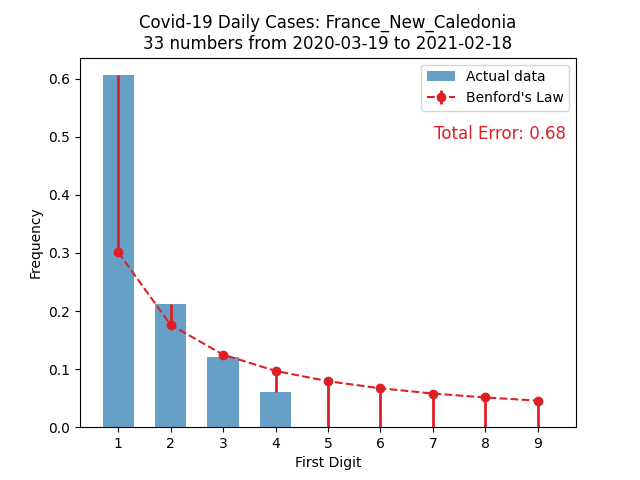 Covid-19 Daily Cases: France_New_Caledonia
33 numbers from 2020-03-19 to 2021-02-18
Actual data
Benford's Law
Total Error: 0.68
Frequency
0.6
0.5
0.4
0.3
0.2
0.1
0.0
1 2 3 4 5 6 7 8 9
First Digit